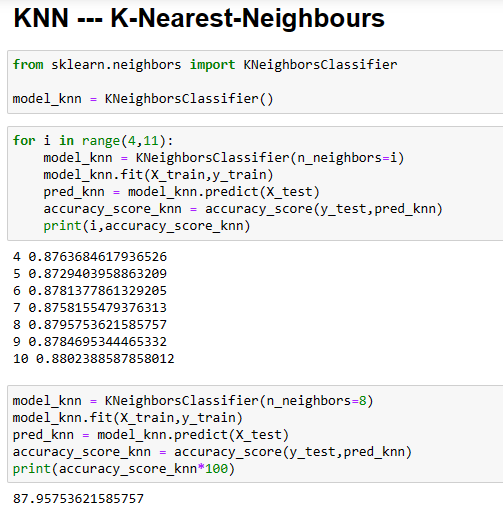 KNN --- K-Nearest-Neighbours
from sklearn.neighbors import KNeighborsClassifier
model_knn = KNeighborsClassifier()
for i in range(4,11):
    model_knn = KNeighborsClassifier(n_neighbors=i)
    model_knn.fit(X_train,y_train)
    pred_knn = model_knn.predict(X_test)
    accuracy_score_knn = accuracy_score(y_test,pred_knn)
    print(i,accuracy_score_knn)
4 0.8763684617936526
5 0.8729403958863209
6 0.8781377861329205
7 0.8758155479376313
8 0.8795753621585757
9 0.8784695344465332
10 0.8802388587858012
model_knn = KNeighborsClassifier(n_neighbors=8)
model_knn.fit(X_train,y_train)
pred_knn = model_knn.predict(X_test)
accuracy_score_knn = accuracy_score(y_test,pred_knn)
print(accuracy_score_knn*100)
87.95753621585757